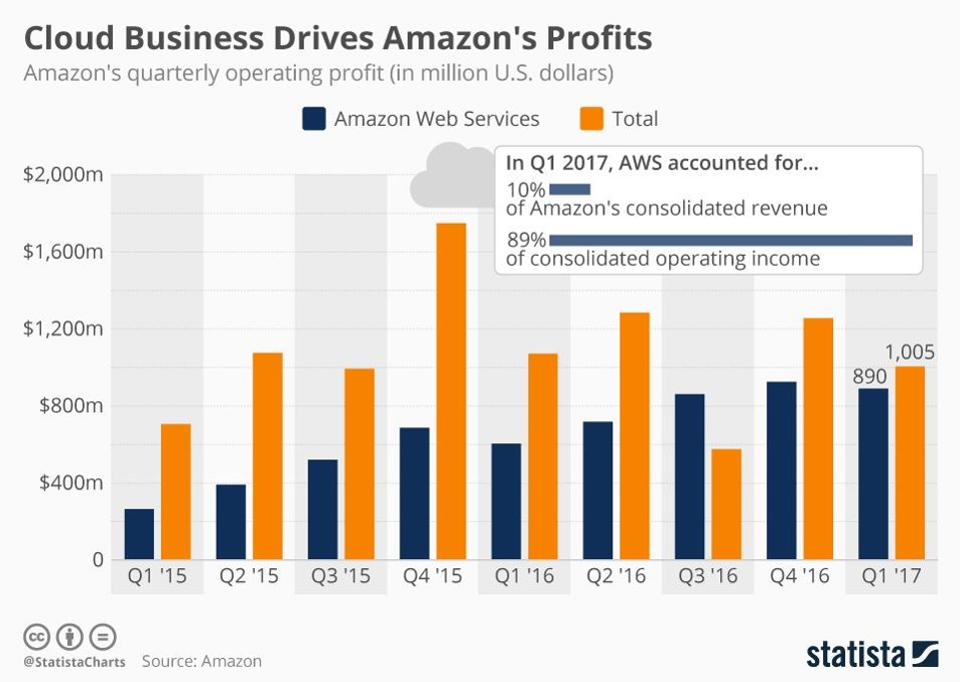 Cloud Business Drives Amazon's Profits
Amazon's quarterly operating profit (in million U.S. dollars)
Amazon Web Services
Total
In Q1 2017, AWS accounted for...
10%
of Amazon's consolidated revenue
89%
of consolidated operating income
$2,000m
$1,600m
$1,200m
$800m
$400m
0
890
1,005
Q1 '15
Q2 '15
Q3 '15
Q4 '15
Q1 '16
Q2 '16
Q3 '16
Q4 '16
Q1 '17
cc
@StatistaCharts
Source: Amazon
statista